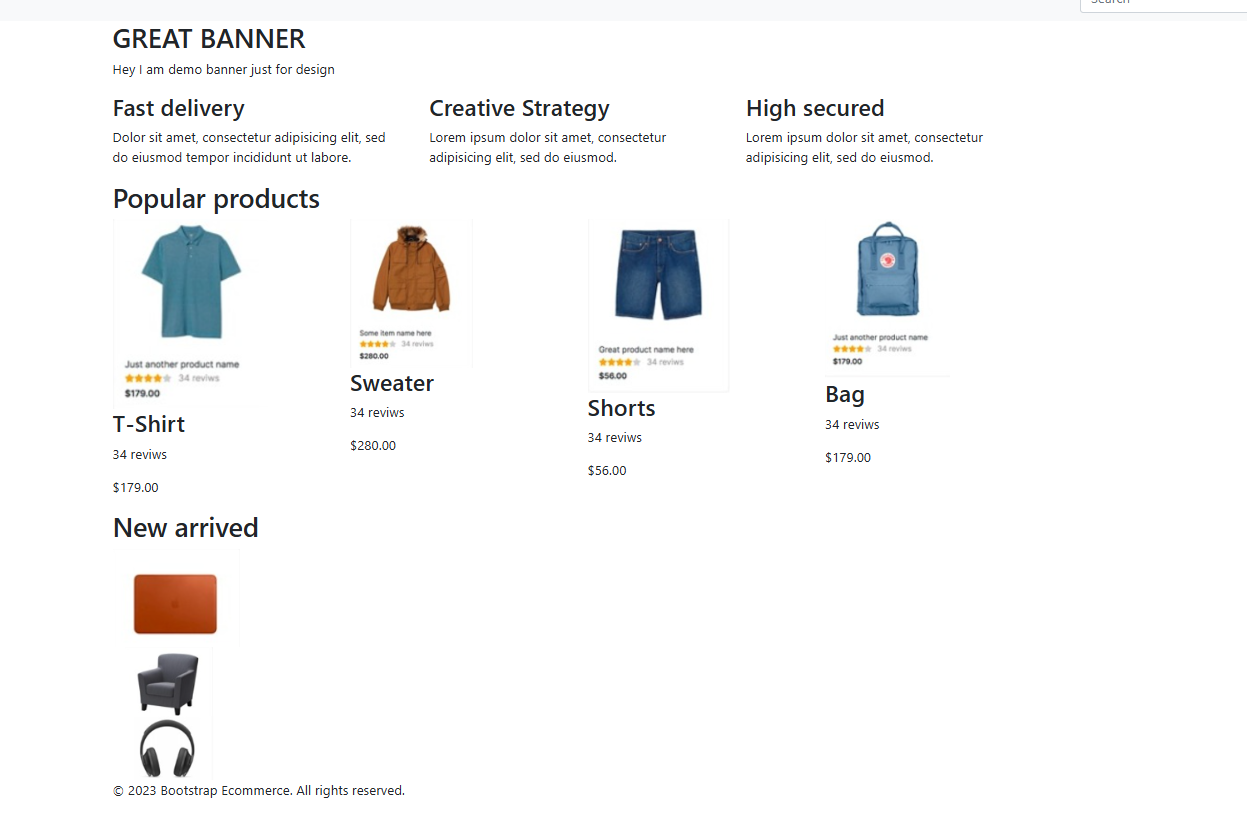 Search
GREAT BANNER
Hey I am demo banner just for design
Fast delivery
Dolor sit amet, consectetur adipisicing elit, sed
do eiusmod tempor incididunt ut labore.
Creative Strategy
Lorem ipsum dolor sit amet, consectetur
adipisicing elit, sed do eiusmod.
High secured
Lorem ipsum dolor sit amet, consectetur
adipisicing elit, sed do eiusmod.
Popular products
Just another product name
34 reviws
$179.00
T-Shirt
34 reviws
$179.00
Some item name here
34 reviws
$280.00
Sweater
34 reviws
$280.00
Great product name here
34 reviws
$56.00
Shorts
34 reviws
$56.00
Just another product name
34 reviws
$179.00
Bag
34 reviws
$179.00
New arrived
© 2023 Bootstrap Ecommerce. All rights reserved.